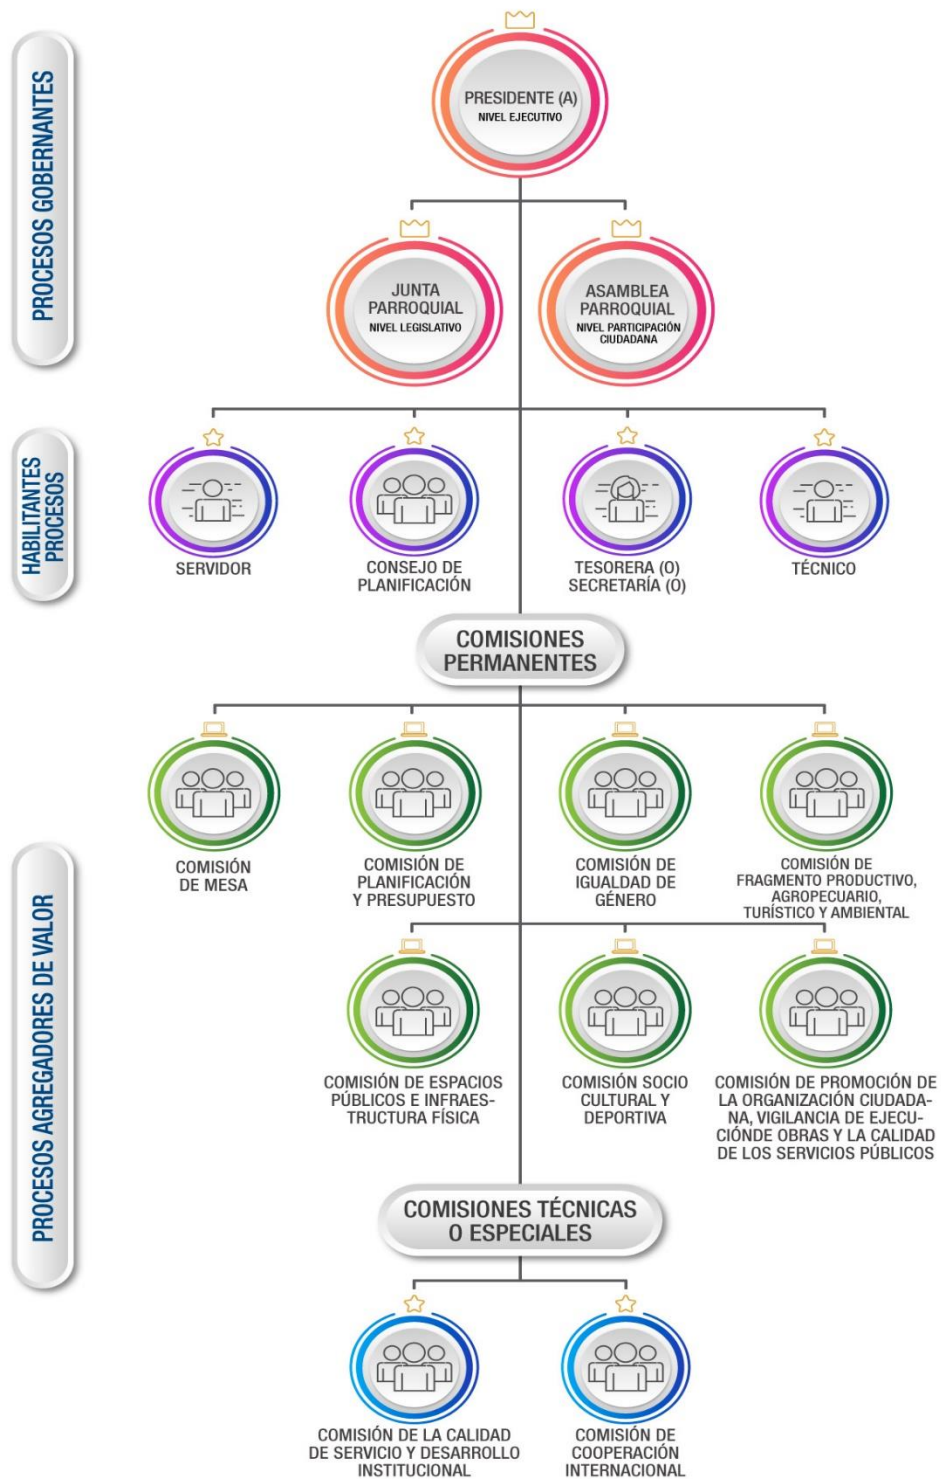 PROCESOS GOBERNANTES
PRESIDENTE (A)
NIVEL EJECUTIVO
JUNTA
PARROQUIAL
NIVEL LEGISLATIVO
ASAMBLEA
PARROQUIAL
NIVEL PARTICIPACIÓN
CIUDADANA
HABILITANTES
PROCESOS
SERVIDOR
CONSEJO DE
PLANIFICACIÓN
TESORERA (O)
SECRETARÍA (O)
TÉCNICO
COMISIONES
PERMANENTES
PROCESOS AGREGADORES DE VALOR
COMISIÓN
DE MESA
COMISIÓN DE
PLANIFICACIÓN
Y PRESUPUESTO
COMISIÓN DE
IGUALDAD DE
GÉNERO
COMISIÓN DE
FRAGMENTO PRODUCTIVO,
AGROPECUARIO,
TURÍSTICO Y AMBIENTAL
COMISIÓN DE ESPACIOS
PÚBLICOS E INFRAES-
TRUCTURA FÍSICA
COMISIÓN SOCIO
CULTURAL Y
DEPORTIVA
COMISIÓN DE PROMOCIÓN DE
LA ORGANIZACIÓN CIUDADA-
NA, VIGILANCIA DE EJECU-
CIÓNDE OBRAS Y LA CALIDAD
DE LOS SERVICIOS PÚBLICOS
COMISIONES TÉCNICAS
O ESPECIALES
COMISIÓN DE LA CALIDAD
DE SERVICIO Y DESARROLLO
INSTITUCIONAL
COMISIÓN DE
COOPERACIÓN
INTERNACIONAL